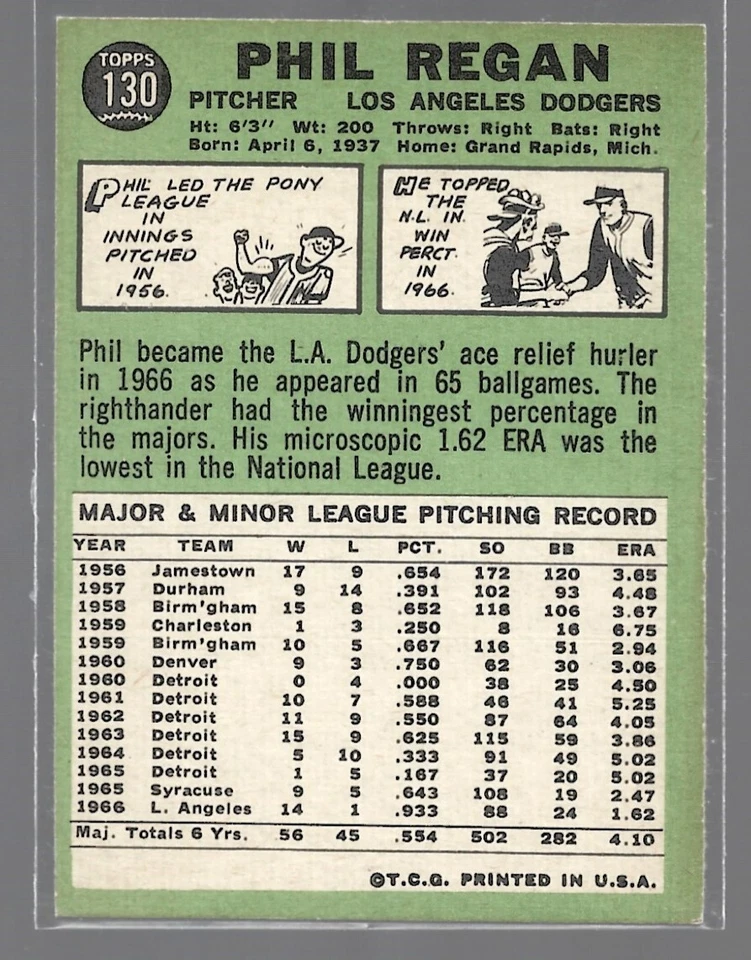 TOPPS
130
PHIL REGAN
PITCHER LOS ANGELES DODGERS
Ht: 6'3" Wt: 200 Throws: Right Bats: Right
Born: April 6, 1937 Home: Grand Rapids, Mich.
PHIL LED THE PONY
LEAGUE
IN
INNINGS
PITCHED
IN
1956.
HE TOPPED
THE
N.L. IN
WIN
PERCT.
IN
1966.
Phil became the L.A. Dodgers' ace relief hurler
in 1966 as he appeared in 65 ballgames. The
righthander had the winningest percentage in
the majors. His microscopic 1.62 ERA was the
lowest in the National League.
MAJOR & MINOR LEAGUE PITCHING RECORD
YEAR TEAM W L PCT. SO BB ERA
1956 Jamestown 17 9 .654 172 120 3.65
1957 Durham 9 14 .391 102 93 4.48
1958 Birm'gham 15 8 .652 118 106 3.67
1959 Charleston 1 3 .250 8 16 6.75
1959 Birm'gham 10 5 .667 116 51 2.94
1960 Denver 9 3 .750 62 30 3.06
1960 Detroit 0 4 .000 38 25 4.50
1961 Detroit 10 7 .588 46 41 5.25
1962 Detroit 11 9 .550 87 64 4.05
1963 Detroit 15 9 .625 115 59 3.86
1964 Detroit 5 10 .333 91 49 5.02
1965 Detroit 1 5 .167 37 20 5.02
1965 Syracuse 9 5 .643 108 19 2.47
1966 L. Angeles 14 1 .933 88 24 1.62
Maj. Totals 6 Yrs. 56 45 .554 502 282 4.10
©T.C.G. PRINTED IN U.S.A.